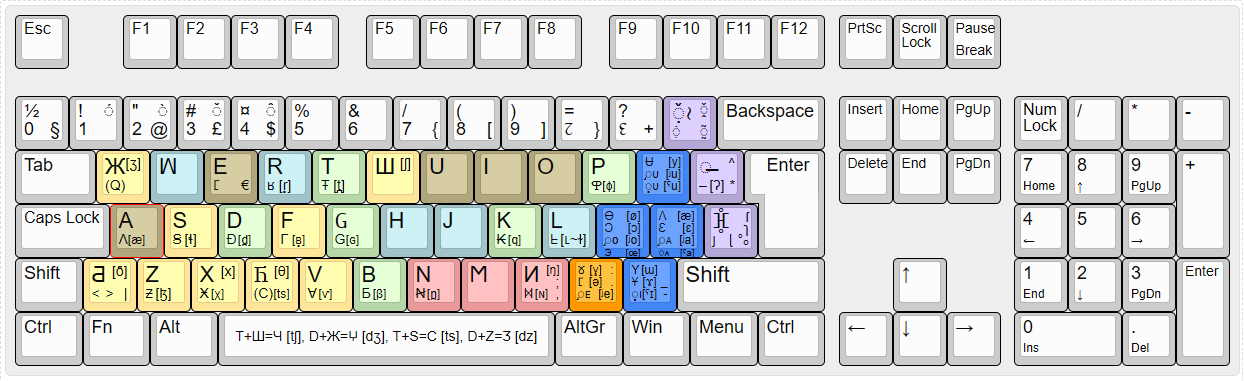 Esc F1 F2 F3 F4 F5 F6 F7 F8 F9 F10 F11 F12 PrtSc Scroll Lock Pause Break
½ 0 § ! 1 " 2 @ # 3 £ ¤ 4 $ % 5 & 6 / 7 { ( 8 [ ) 9 ] = } ? + Backspace Insert Home PgUp Num Lock / * -
Tab Ж [ʒ] (Q) W E € R T Ш [ʃ] U I O P [ɸ] Enter Delete End PgDn 7 Home 8 ↑ 9 PgUp +
Caps Lock A Λ[æ] S D F G H J K L 4 ← 5 6 →
Shift [ð] < > | Z X [x] [θ] (C)[ts] V B Б [ß] N M И [ŋ] Shift ↑ 1 End 2 ↓ 3 PgDn Enter
Ctrl Fn Alt T+Ш=Ч [tʃ], D+Ж=Џ [dʒ], T+S=C [ts], D+Z=Ʒ [dz] AltGr Win Menu Ctrl ← ↓ → 0 Ins . Del